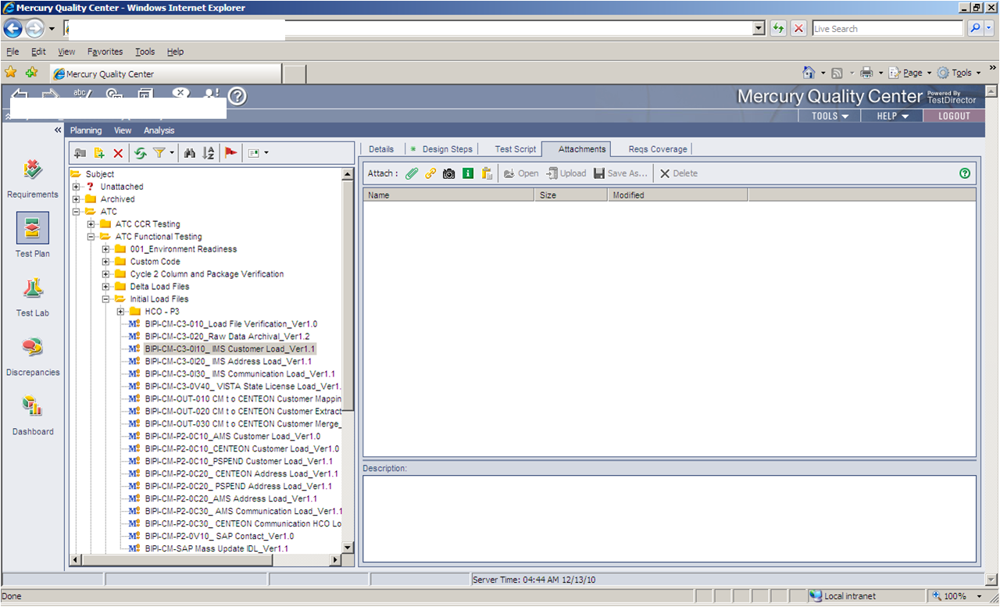 Mercury Quality Center - Windows Internet Explorer
Live Search
File Edit View Favorites Tools Help
Mercury Quality Center
Page Tools
abc
Mercury Quality Center Powered By TestDirector
TOOLS HELP LOGOUT
Planning View Analysis
Details Design Steps Test Script Attachments Reqs Coverage
Attach : Open Upload Save As... Delete
Name Size Modified
Requirements
Test Plan
Test Lab
Discrepancies
Dashboard
Subject
Unattached
Archived
ATC
ATC CCR Testing
ATC Functional Testing
001_Environment Readiness
Custom Code
Cycle 2 Column and Package Verification
Delta Load Files
Initial Load Files
HCO - P3
BIPI-CM-C3-010_Load File Verification_Ver1.0
BIPI-CM-C3-020_Raw Data Archival_Ver1.2
BIPI-CM-C3-0I10_ IMS Customer Load_Ver1.1
BIPI-CM-C3-0I20_ IMS Address Load_Ver1.1
BIPI-CM-C3-0I30_ IMS Communication Load_Ver1.1
BIPI-CM-C3-0V40_ VISTA State License Load_Ver1.
BIPI-CM-OUT-010 CM t o CENTEON Customer Mappin
BIPI-CM-OUT-020 CM t o CENTEON Customer Extract
BIPI-CM-OUT-030 CM t o CENTEON Customer Merge_
BIPI-CM-P2-0C10_AMS Customer Load_Ver1.0
BIPI-CM-P2-0C10_CENTEON Customer Load_Ver1.0
BIPI-CM-P2-0C10_PSPEND Customer Load_Ver1.1
BIPI-CM-P2-0C20_ CENTEON Address Load_Ver1.1
BIPI-CM-P2-0C20_ PSPEND Address Load_Ver1.1
BIPI-CM-P2-0C20_AMS Address Load_Ver1.1
BIPI-CM-P2-0C30_ AMS Communication Load_Ver1.1
BIPI-CM-P2-0C30_ CENTEON Communication HCO Lo
BIPI-CM-P2-0V10_ SAP Contact_Ver1.0
BIPI-CM-SAP Mass Update IDL_Ver1.1
Description:
Server Time: 04:44 AM 12/13/10
Done
Local intranet
100%